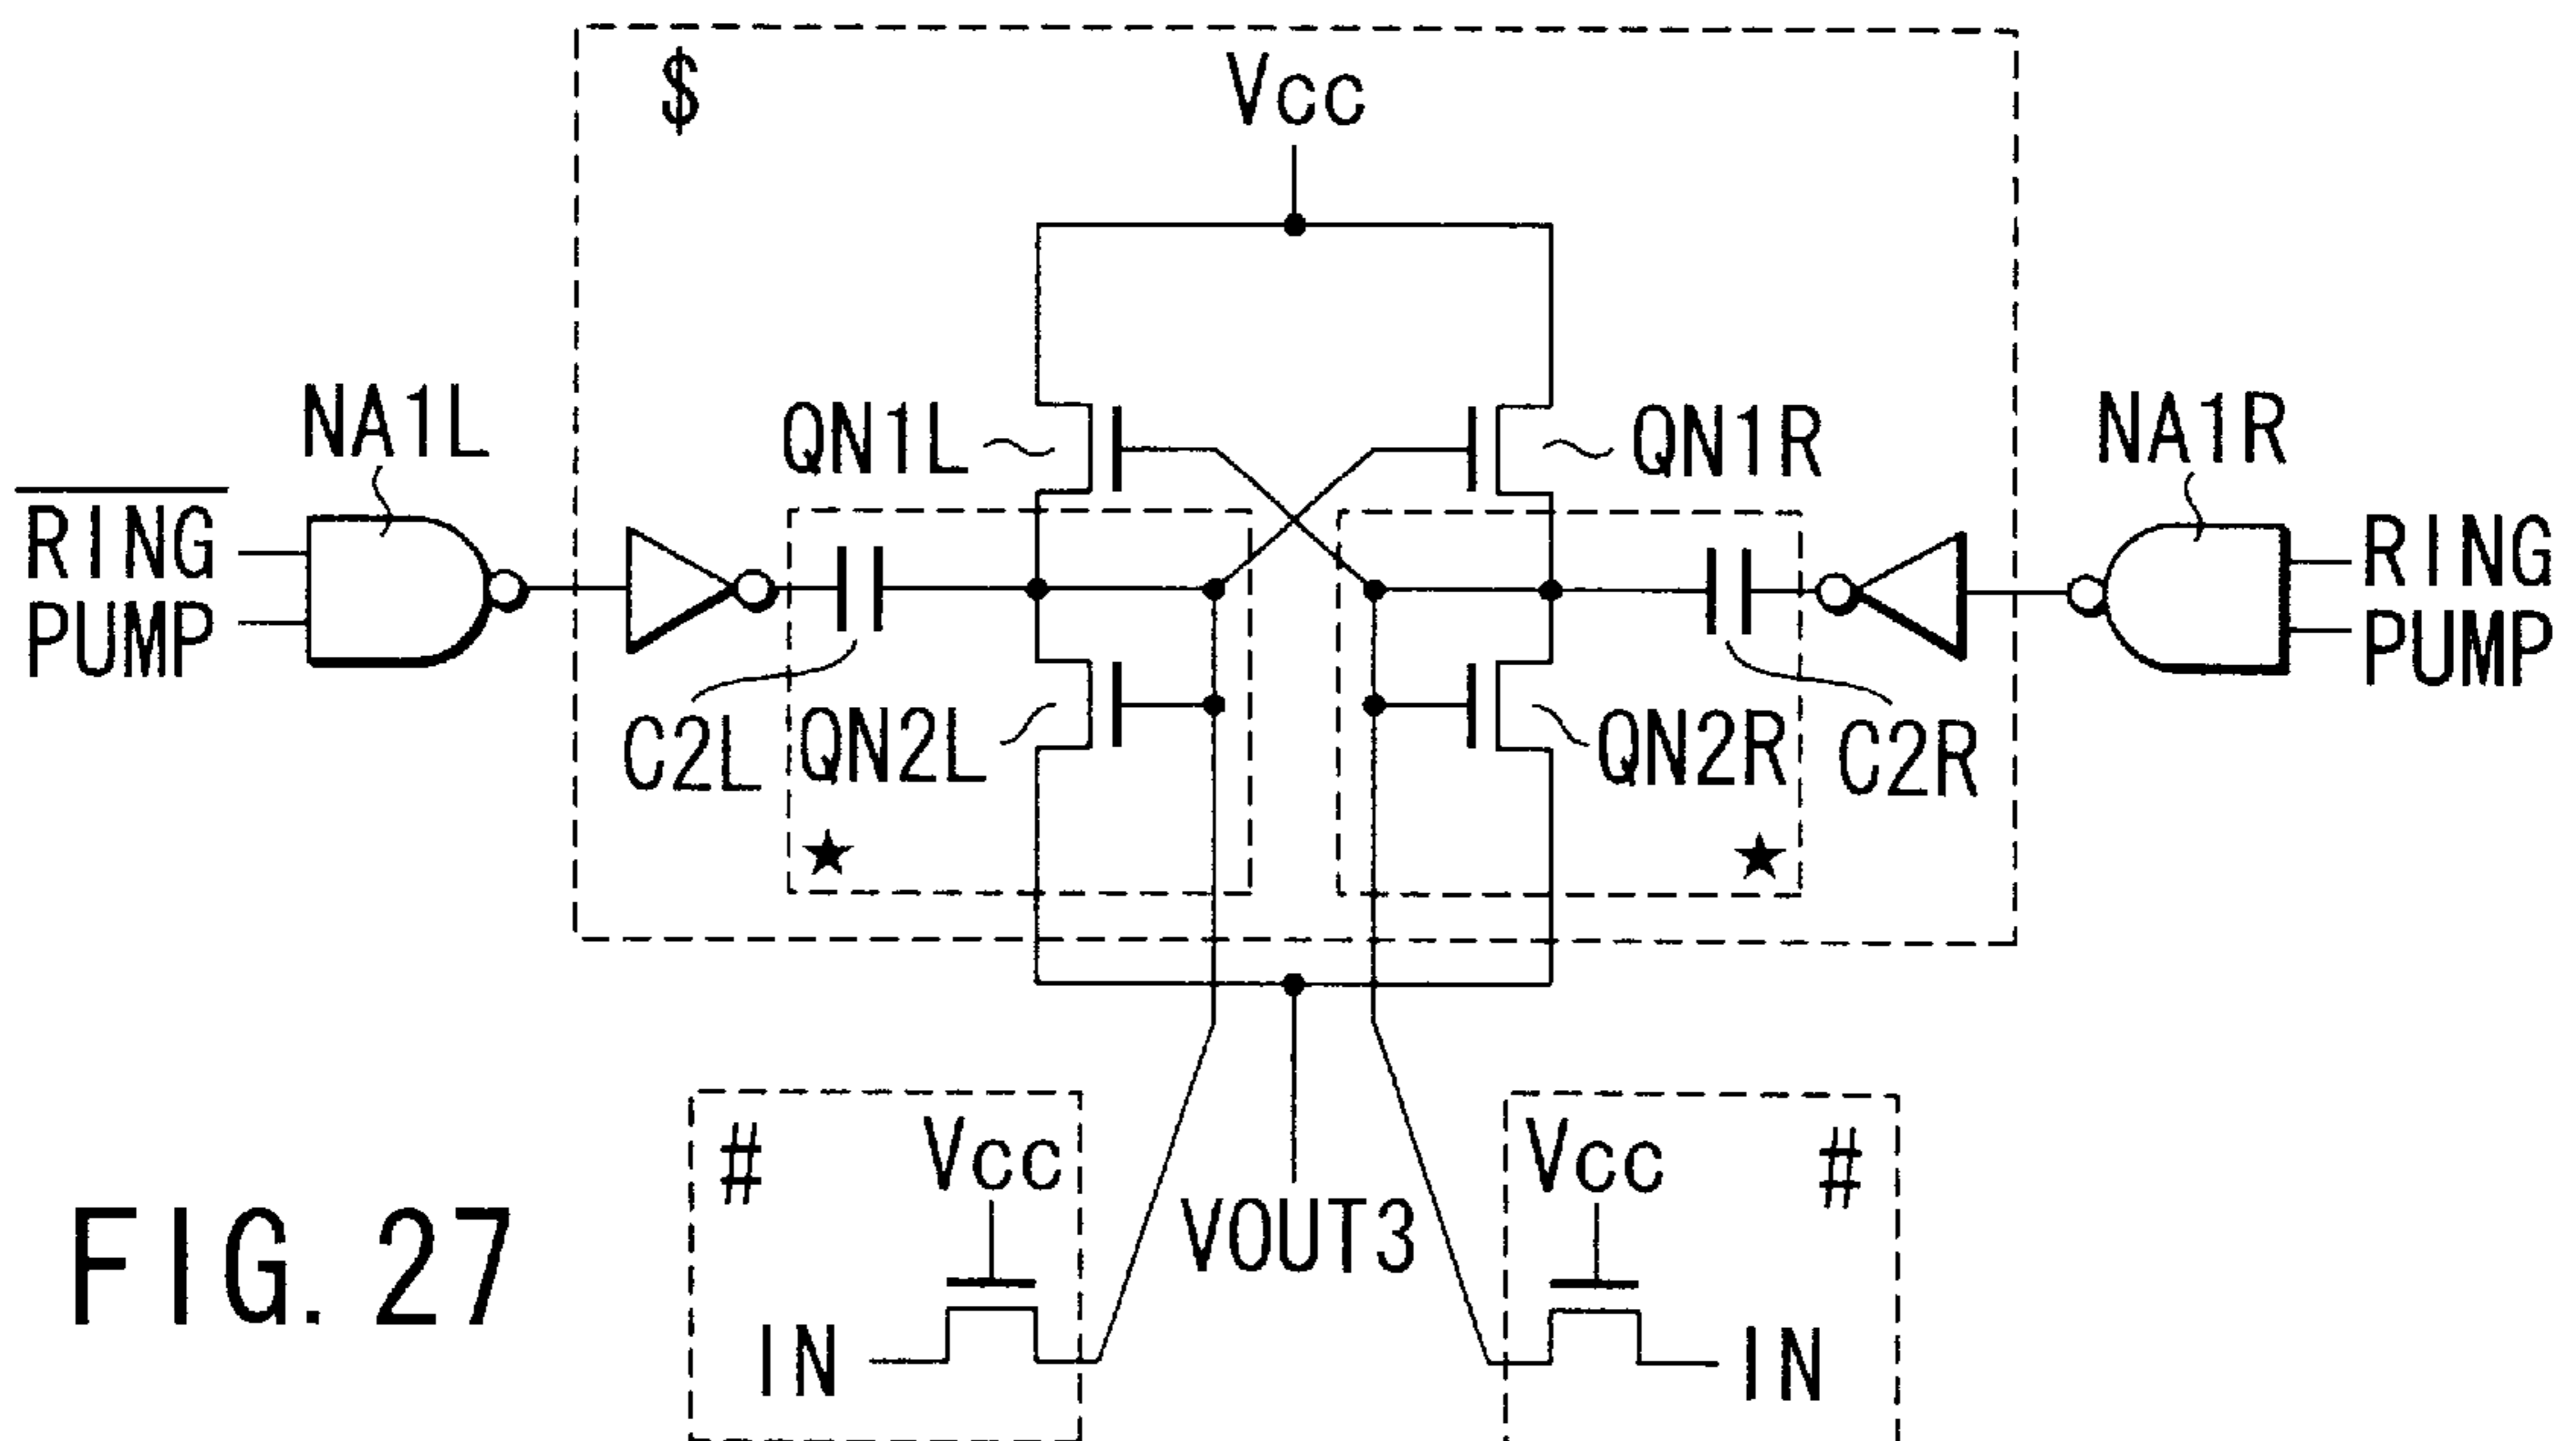 $
Vcc
NA1L
QN1L
QN1R
NA1R
RING
PUMP
RING
PUMP
C2L
QN2L
QN2R
C2R
★
★
#
Vcc
Vcc
#
VOUT3
IN
IN
FIG. 27